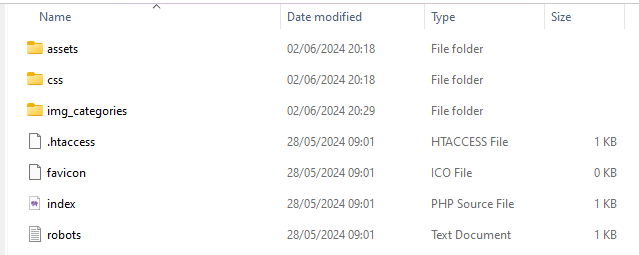 Name Date modified Type Size
assets 02/06/2024 20:18 File folder
css 02/06/2024 20:18 File folder
img_categories 02/06/2024 20:29 File folder
.htaccess 28/05/2024 09:01 HTACCESS File 1 KB
favicon 28/05/2024 09:01 ICO File 0 KB
index 28/05/2024 09:01 PHP Source File 1 KB
robots 28/05/2024 09:01 Text Document 1 KB